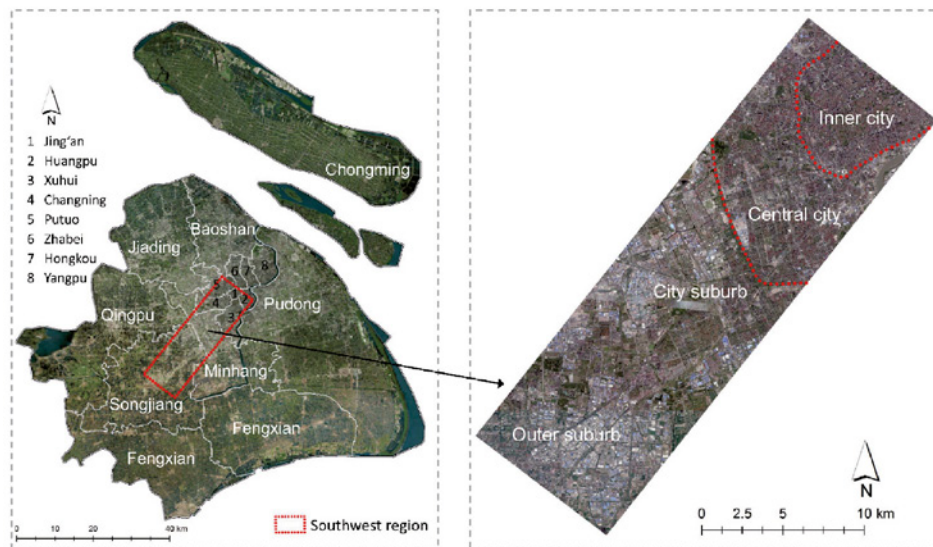 N
1 Jing'an
2 Huangpu
3 Xuhui
4 Changning
5 Putuo
6 Zhabei
7 Hongkou
8 Yangpu
Chongming
Baoshan
Jiading
6 7 8
5
1
4 2
3
Pudong
Qingpu
Minhang
Songjiang
Fengxian
Fengxian
0 20 40 km
Southwest region
Inner city
Central city
City suburb
Outer suburb
N
0 2.5 5 10 km